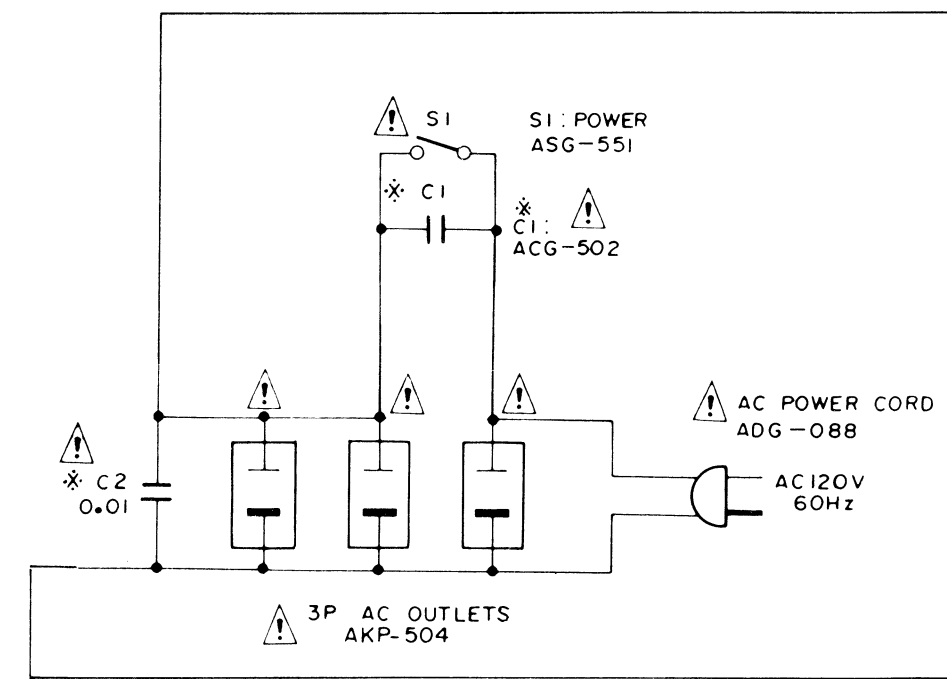 S1
S1: POWER
ASG-551
※ C1
※
C1:
ACG-502
AC POWER CORD
ADG-088
※ C2
0.01
AC120V
60Hz
3P AC OUTLETS
AKP-504